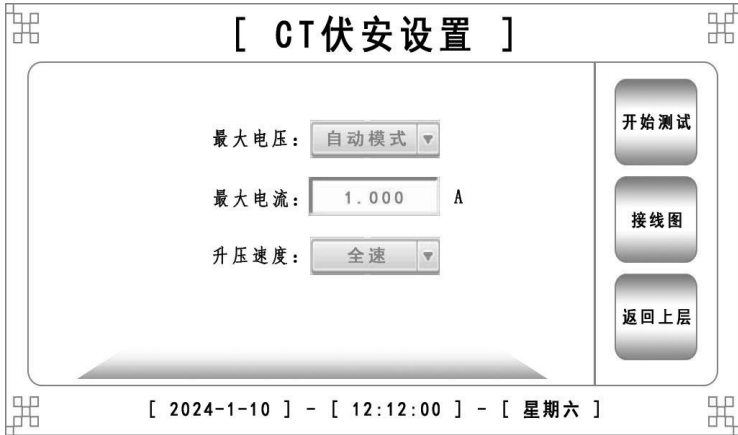 [ CT伏安设置 ]
最大电压: 自动模式
最大电流: 1.000 A
升压速度: 全速
开始测试
接线图
返回上层
[ 2024-1-10 ] - [ 12:12:00 ] - [ 星期六 ]